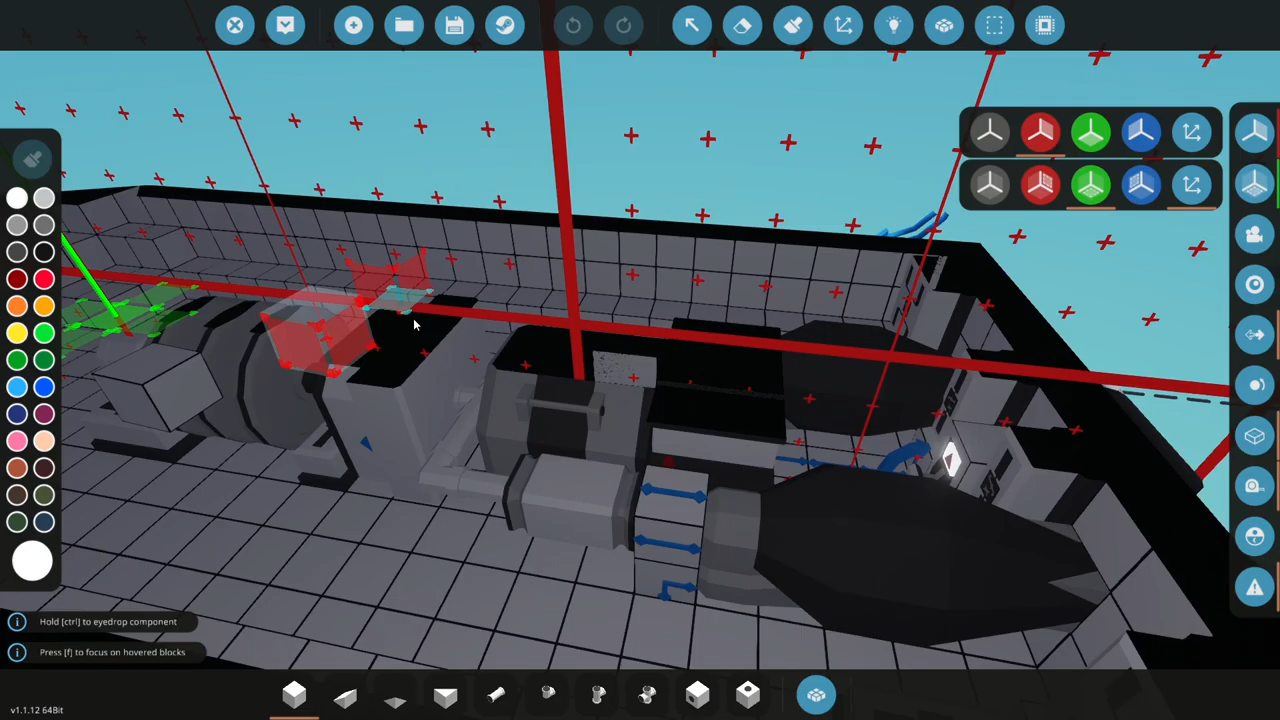 Hold [ctrl] to eyedrop component
Press [f] to focus on hovered blocks
v1.1.12 64Bit